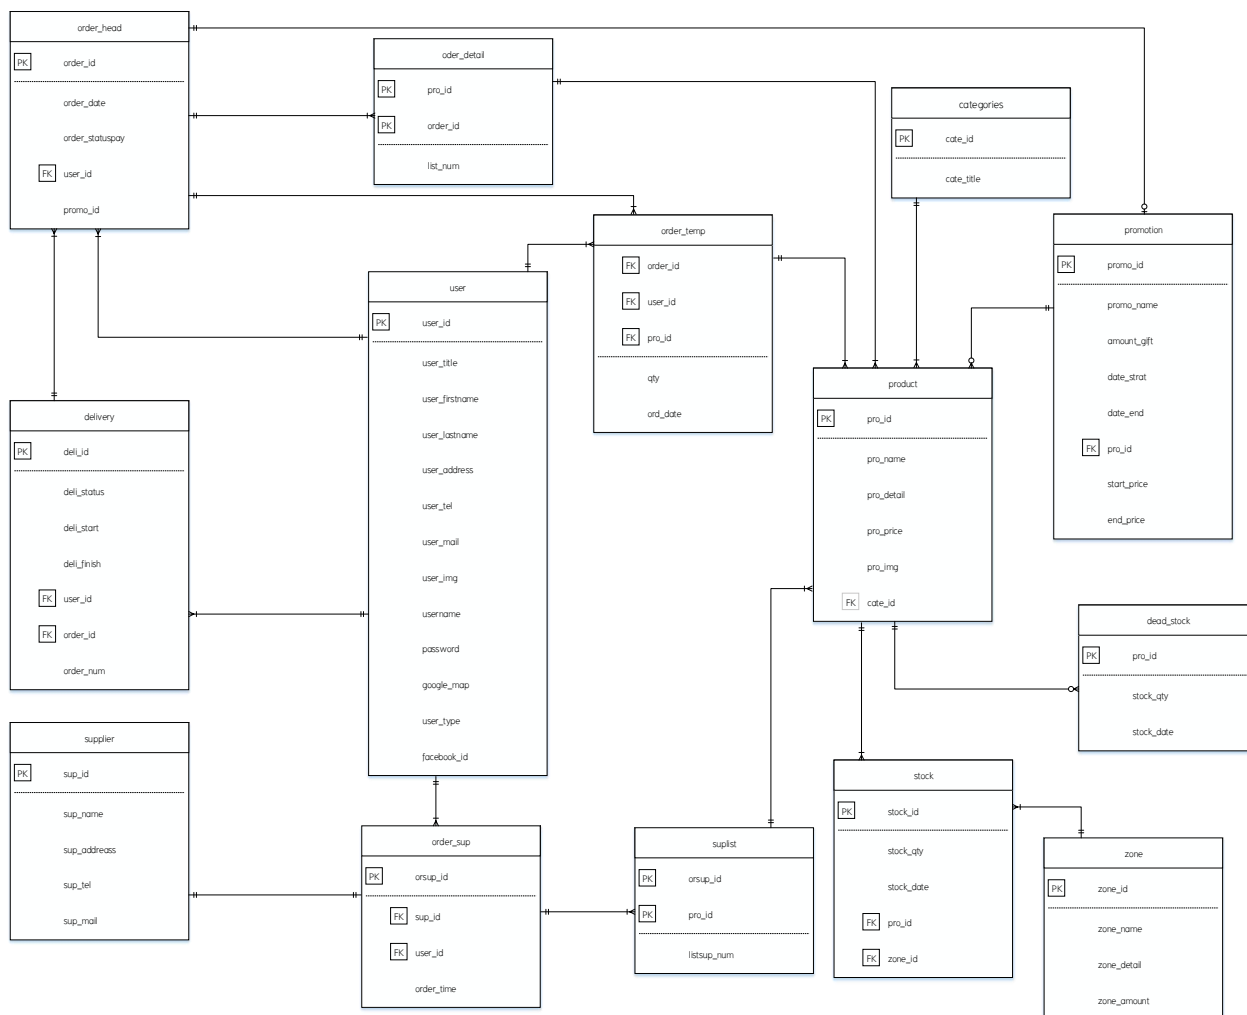 order_head
PK order_id
order_date
order_statuspay
FK user_id
promo_id
oder_detail
PK pro_id
PK order_id
list_num
categories
PK cate_id
cate_title
order_temp
FK order_id
FK user_id
FK pro_id
qty
ord_date
promotion
PK promo_id
promo_name
amount_gift
date_strat
date_end
FK pro_id
start_price
end_price
user
PK user_id
user_title
user_firstname
user_lastname
user_address
user_tel
user_mail
user_img
username
password
google_map
user_type
facebook_id
product
PK pro_id
pro_name
pro_detail
pro_price
pro_img
FK cate_id
delivery
PK deli_id
deli_status
deli_start
deli_finish
FK user_id
FK order_id
order_num
dead_stock
PK pro_id
stock_qty
stock_date
supplier
PK sup_id
sup_name
sup_addreass
sup_tel
sup_mail
order_sup
PK orsup_id
FK sup_id
FK user_id
order_time
suplist
PK orsup_id
PK pro_id
listsup_num
stock
PK stock_id
stock_qty
stock_date
FK pro_id
FK zone_id
zone
PK zone_id
zone_name
zone_detail
zone_amount